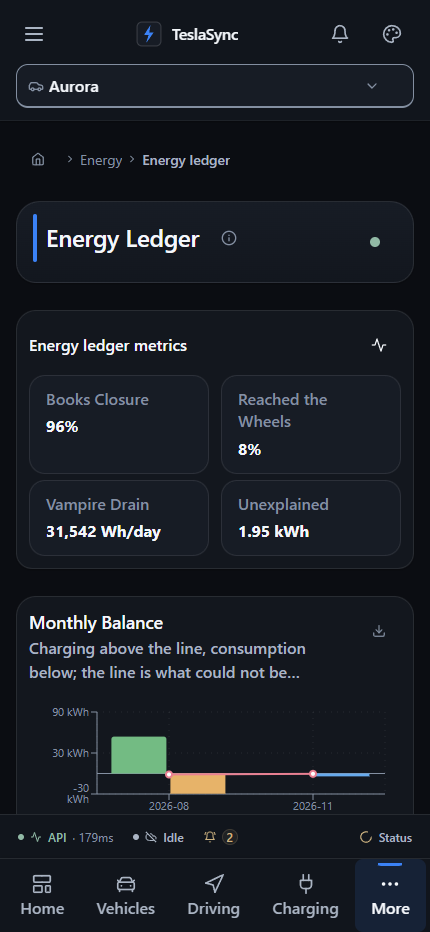 TeslaSync
Aurora
Energy
Energy ledger
Energy Ledger
Energy ledger metrics
Books Closure
96%
Reached the
Wheels
8%
Vampire Drain
31,542 Wh/day
Unexplained
1.95 kWh
Monthly Balance
Charging above the line, consumption
below; the line is what could not be...
90 kWh
30 kWh
-30
kWh
2026-08
2026-11
API · 179ms
Idle
2
Status
Home
Vehicles
Driving
Charging
More